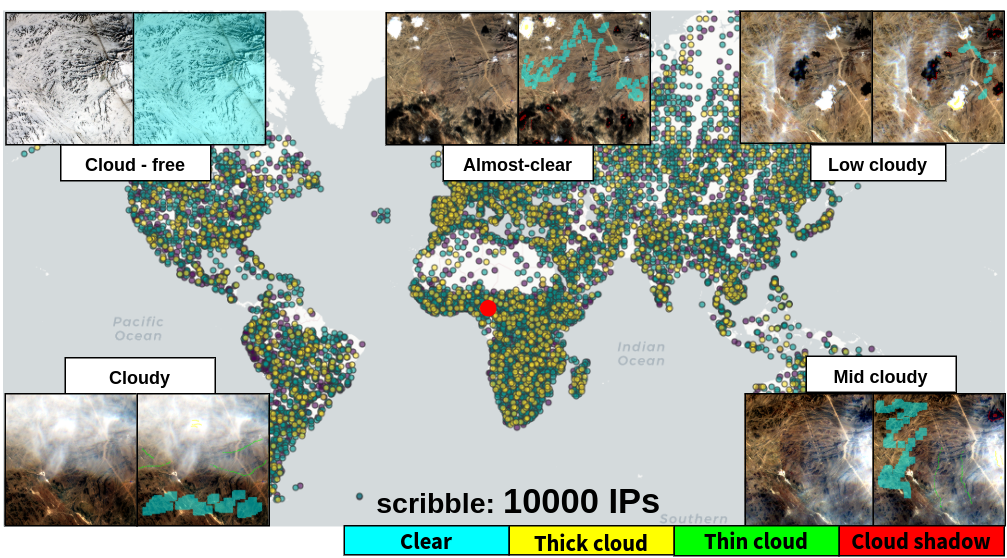 Cloud - free
Almost-clear
Low cloudy
Pacific
Ocean
Indian
Ocean
Cloudy
Mid cloudy
scribble: 10000 IPs
Southern
Clear
Thick cloud
Thin cloud
Cloud shadow